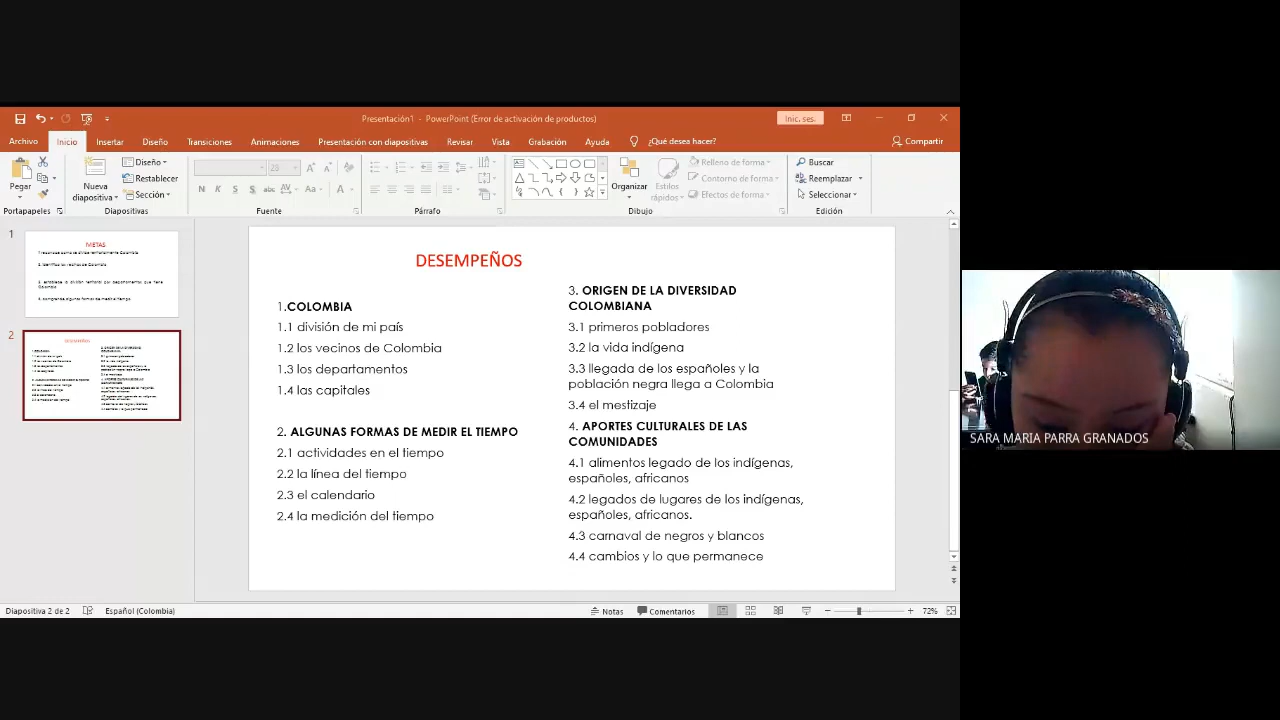 Presentación1 - PowerPoint (Error de activación de productos)
Inic. ses.
Archivo Inicio Insertar Diseño Transiciones Animaciones Presentación con diapositivas Revisar Vista Grabación Ayuda ¿Qué desea hacer? Compartir
Pegar
Nueva diapositiva
Diseño
Restablecer
Sección
N K S S abc AV Aa A
Organizar
Estilos rápidos
Relleno de forma
Contorno de forma
Efectos de forma
Buscar
Reemplazar
Seleccionar
Portapapeles Diapositivas Fuente Párrafo Dibujo Edición
1
METAS
2
DESEMPEÑOS
1.COLOMBIA
1.1 división de mi país
1.2 los vecinos de Colombia
1.3 los departamentos
1.4 las capitales
2. ALGUNAS FORMAS DE MEDIR EL TIEMPO
2.1 actividades en el tiempo
2.2 la línea del tiempo
2.3 el calendario
2.4 la medición del tiempo
3. ORIGEN DE LA DIVERSIDAD
COLOMBIANA
3.1 primeros pobladores
3.2 la vida indígena
3.3 llegada de los españoles y la
población negra llega a Colombia
3.4 el mestizaje
4. APORTES CULTURALES DE LAS
COMUNIDADES
4.1 alimentos legado de los indígenas,
españoles, africanos
4.2 legados de lugares de los indígenas,
españoles, africanos.
4.3 carnaval de negros y blancos
4.4 cambios y lo que permanece
SARA MARIA PARRA GRANADOS
Diapositiva 2 de 2 Español (Colombia) Notas Comentarios 72%